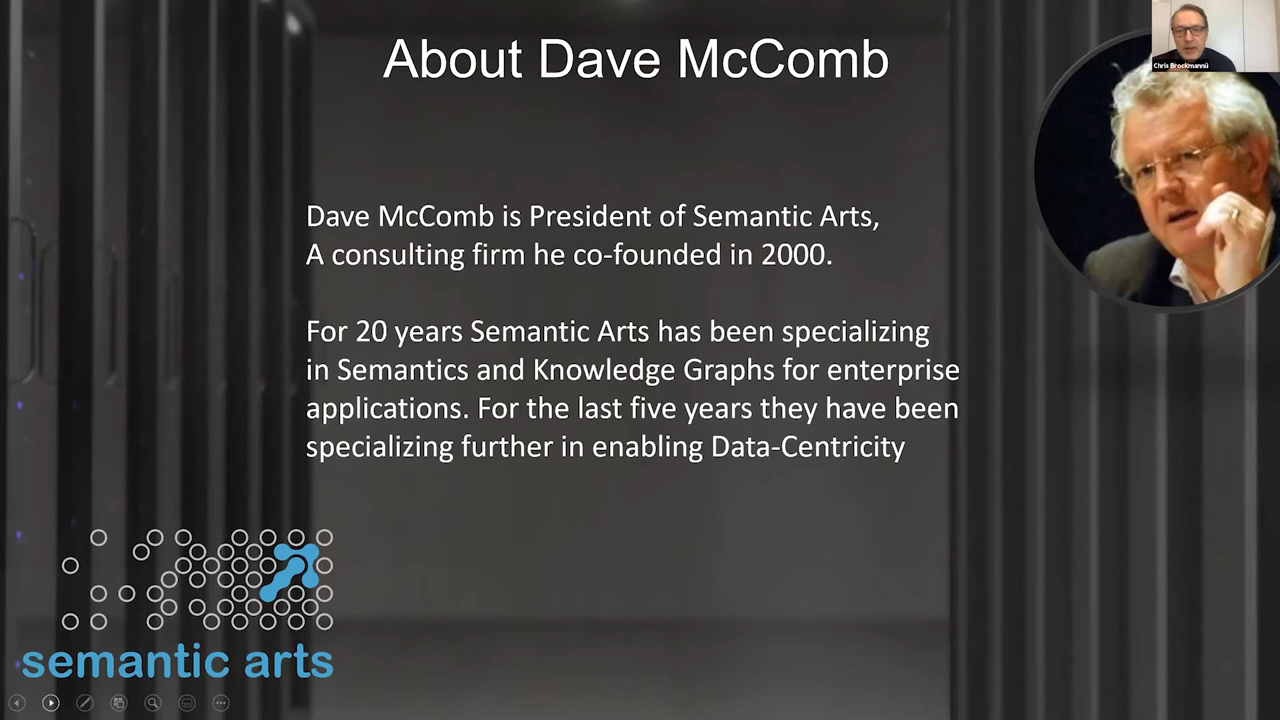 About Dave McComb
Chris Brockmannü
Dave McComb is President of Semantic Arts,
A consulting firm he co-founded in 2000.
For 20 years Semantic Arts has been specializing
in Semantics and Knowledge Graphs for enterprise
applications. For the last five years they have been
specializing further in enabling Data-Centricity
semantic arts